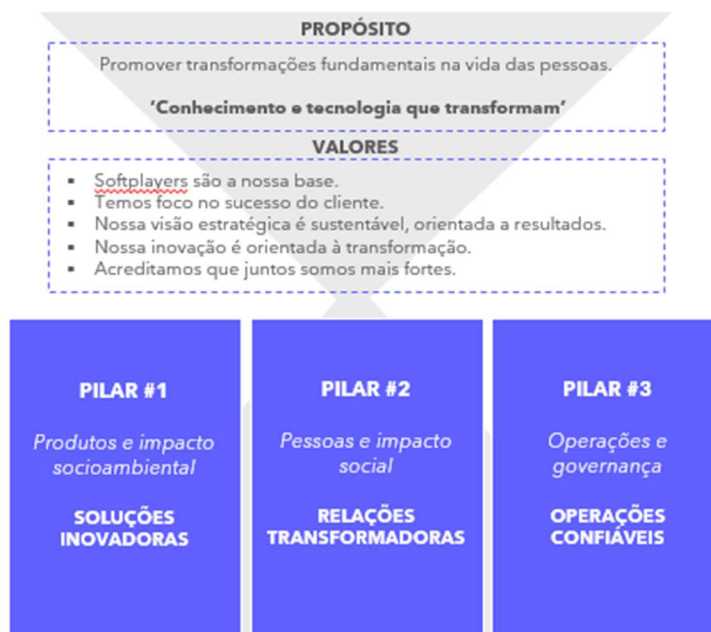 PROPÓSITO
Promover transformações fundamentais na vida das pessoas.
‘Conhecimento e tecnologia que transformam’
VALORES
▪ Softplayers são a nossa base.
▪ Temos foco no sucesso do cliente.
▪ Nossa visão estratégica é sustentável, orientada a resultados.
▪ Nossa inovação é orientada à transformação.
▪ Acreditamos que juntos somos mais fortes.
PILAR #1
Produtos e impacto
socioambiental
SOLUÇÕES
INOVADORAS
PILAR #2
Pessoas e impacto
social
RELAÇÕES
TRANSFORMADORAS
PILAR #3
Operações e
governança
OPERAÇÕES
CONFIÁVEIS